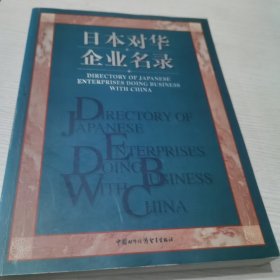 日本对华
企业名录
DIRECTORY OF JAPANESE
ENTERPRISES DOING BUSINESS
WITH CHINA
DIRECTORY OF
JAPANESE
ENTERPRISES
DOING BUSINESS
WITH CHINA